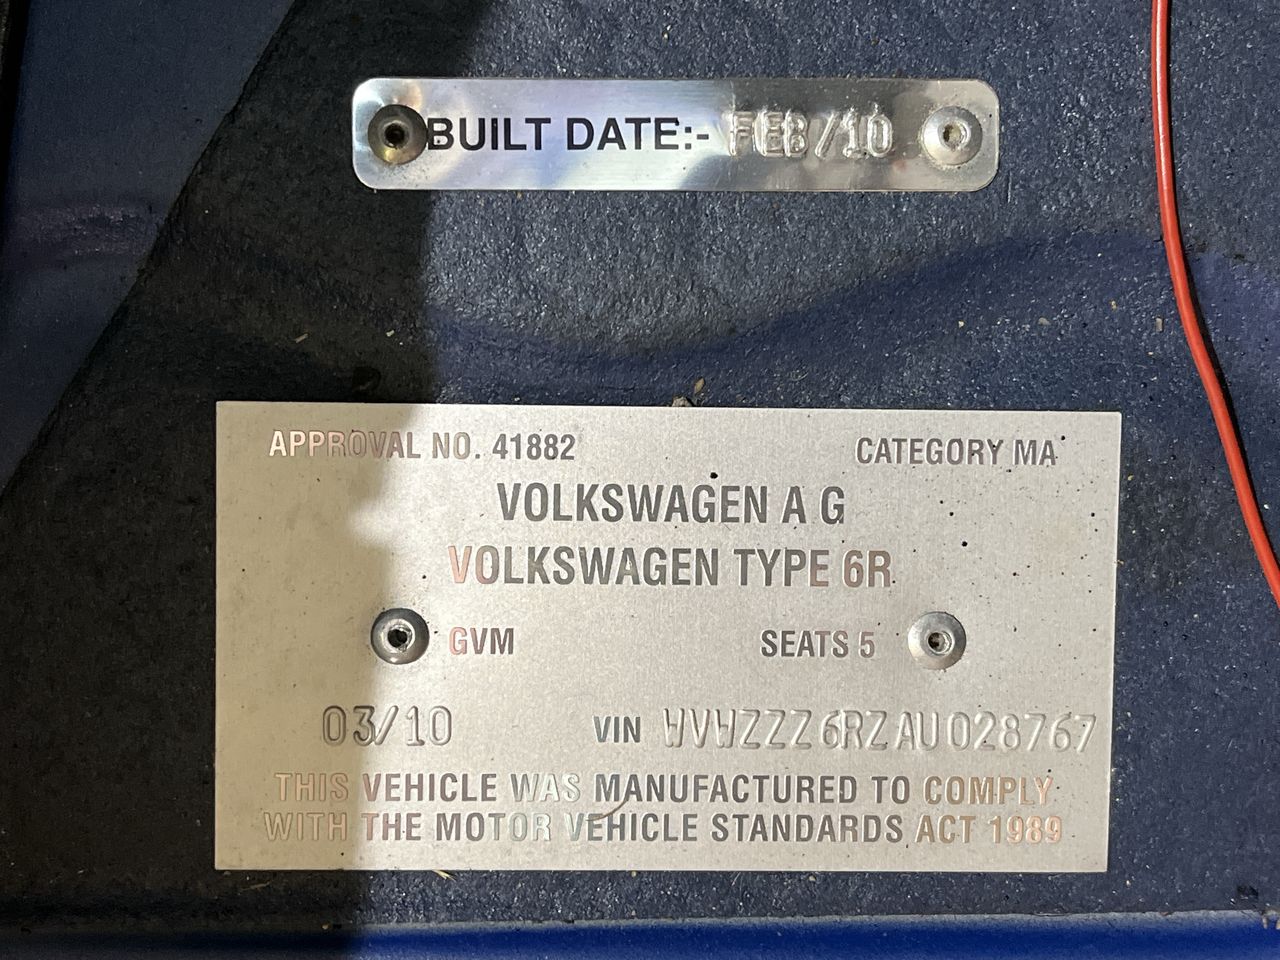 BUILT DATE:- FEB/10
APPROVAL NO. 41882 CATEGORY MA
VOLKSWAGEN A G
VOLKSWAGEN TYPE 6R
GVM SEATS 5
03/10 VIN WVWZZZ6RZAU028767
THIS VEHICLE WAS MANUFACTURED TO COMPLY
WITH THE MOTOR VEHICLE STANDARDS ACT 1989